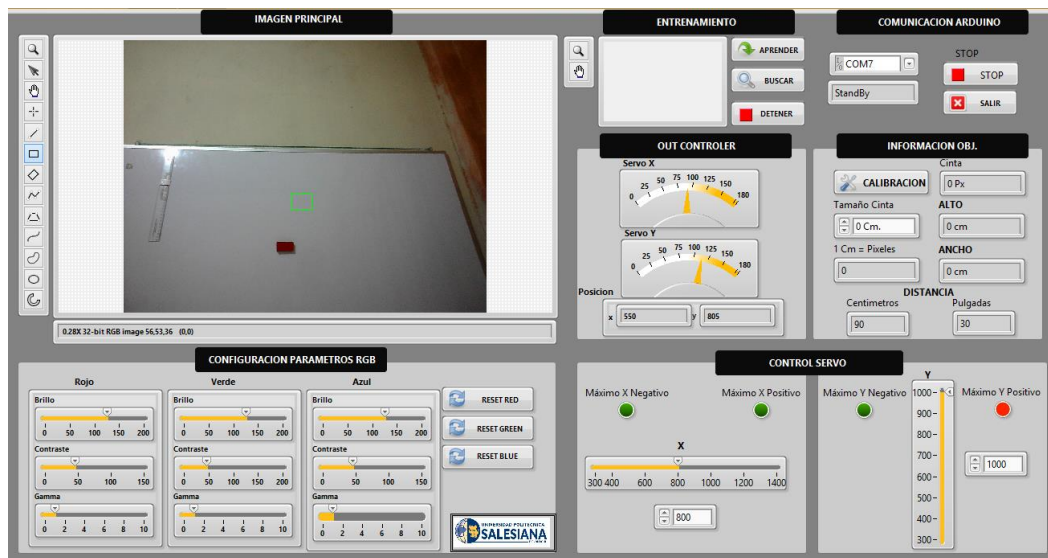 IMAGEN PRINCIPAL
0.28X 32-bit RGB image 56,53,36 (0,0)
ENTRENAMIENTO
APRENDER
BUSCAR
DETENER
COMUNICACION ARDUINO
COM7
StandBy
STOP
STOP
SALIR
OUT CONTROLER
Servo X
0 25 50 75 100 125 150 180
Servo Y
0 25 50 75 100 125 150 180
Posicion
x 550 y 805
INFORMACION OBJ.
CALIBRACION
Cinta
0 Px
Tamaño Cinta
0 Cm.
ALTO
0 cm
1 Cm = Pixeles
0
ANCHO
0 cm
DISTANCIA
Centimetros Pulgadas
90 30
CONFIGURACION PARAMETROS RGB
Rojo
Brillo
0 50 100 150 200
Contraste
0 50 100 150
Gamma
0 2 4 6 8 10
Verde
Brillo
0 50 100 150 200
Contraste
0 50 100 150
Gamma
0 2 4 6 8 10
Azul
Brillo
0 50 100 150 200
Contraste
0 50 100 150
Gamma
0 2 4 6 8 10
RESET RED
RESET GREEN
RESET BLUE
UNIVERSIDAD POLITECNICA
SALESIANA
CONTROL SERVO
Máximo X Negativo
Máximo X Positivo
X
300 400 600 800 1000 1200 1400
800
Máximo Y Negativo
Y
1000
900
800
700
600
500
400
300
Máximo Y Positivo
1000